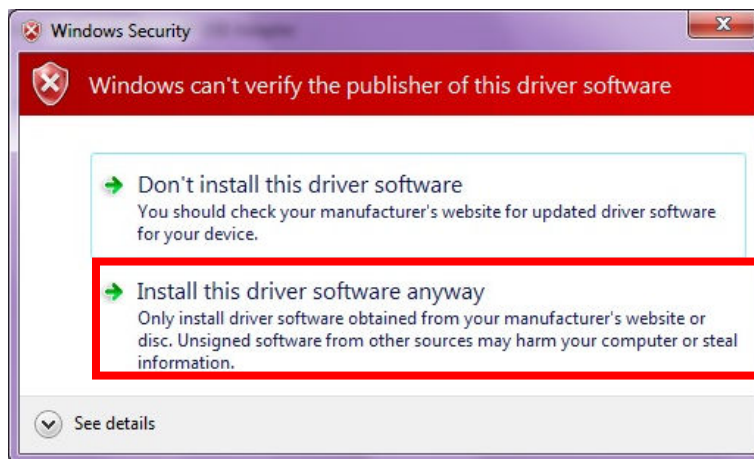 Windows Security
Windows can't verify the publisher of this driver software
Don't install this driver software
You should check your manufacturer's website for updated driver software
for your device.
Install this driver software anyway
Only install driver software obtained from your manufacturer's website or
disc. Unsigned software from other sources may harm your computer or steal
information.
See details